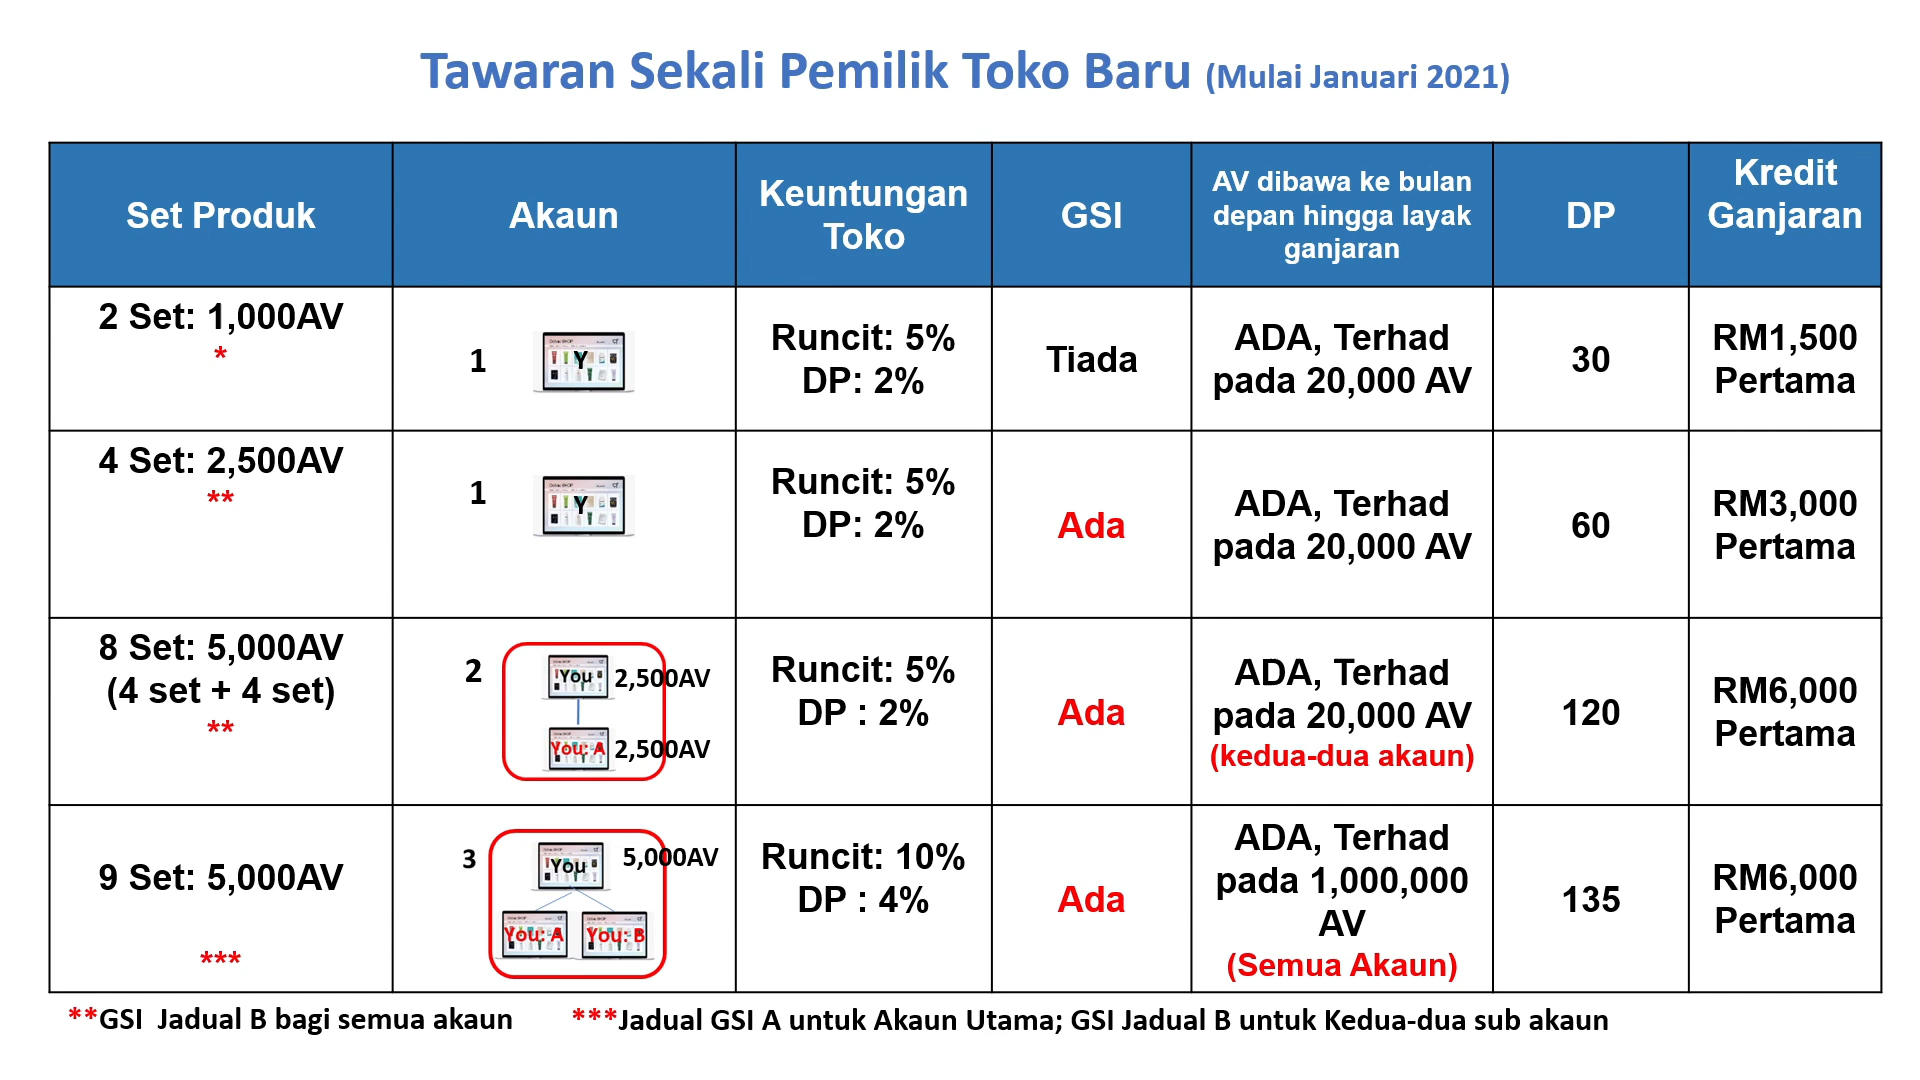 Tawaran Sekali Pemilik Toko Baru (Mulai Januari 2021)
Set Produk
Akaun
Keuntungan
Toko
GSI
AV dibawa ke bulan
depan hingga layak
ganjaran
DP
Kredit
Ganjaran
2 Set: 1,000AV
*
1
Y
Runcit: 5%
DP: 2%
Tiada
ADA, Terhad
pada 20,000 AV
30
RM1,500
Pertama
4 Set: 2,500AV
**
1
Y
Runcit: 5%
DP: 2%
Ada
ADA, Terhad
pada 20,000 AV
60
RM3,000
Pertama
8 Set: 5,000AV
(4 set + 4 set)
**
2
You
2,500AV
You: A
2,500AV
Runcit: 5%
DP : 2%
Ada
ADA, Terhad
pada 20,000 AV
(kedua-dua akaun)
120
RM6,000
Pertama
9 Set: 5,000AV
***
3
You
5,000AV
You: A
You: B
Runcit: 10%
DP : 4%
Ada
ADA, Terhad
pada 1,000,000
AV
(Semua Akaun)
135
RM6,000
Pertama
**GSI Jadual B bagi semua akaun
***Jadual GSI A untuk Akaun Utama; GSI Jadual B untuk Kedua-dua sub akaun